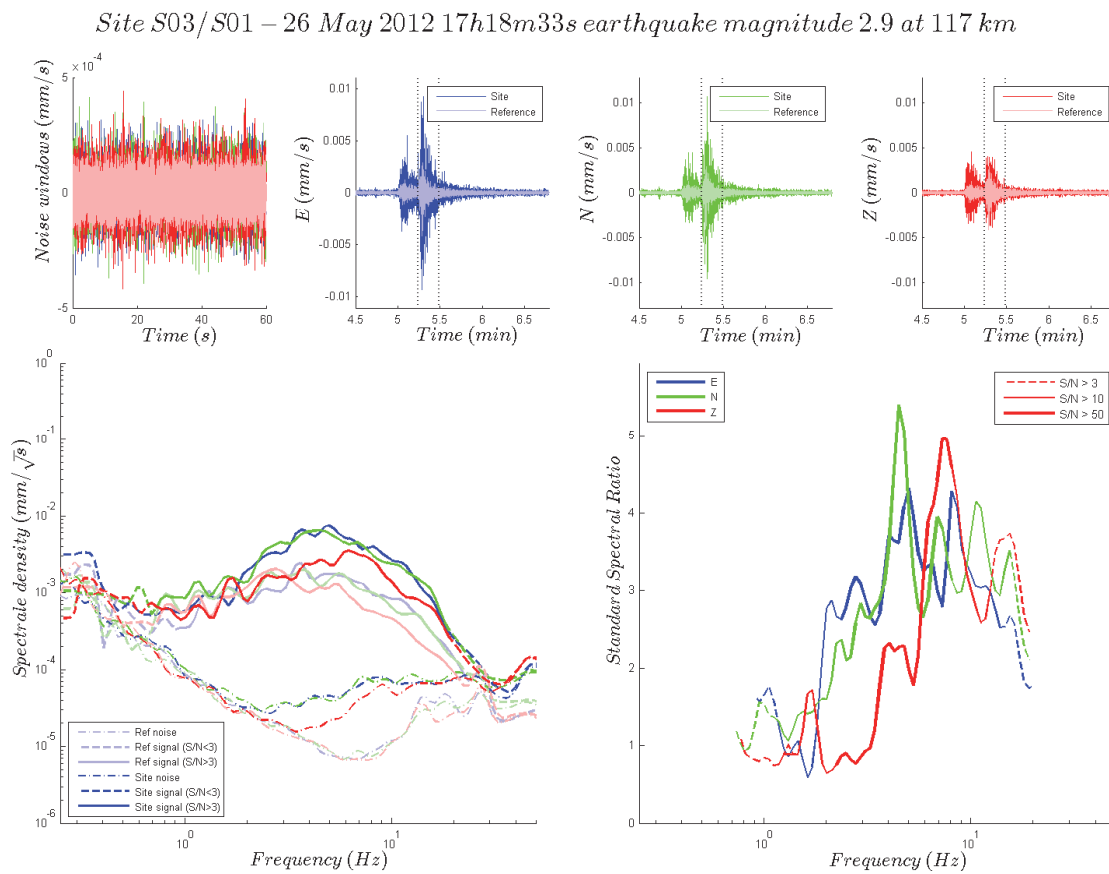 Site S03/S01 – 26 May 2012 17h18m33s earthquake magnitude 2.9 at 117 km
x 10^-4
5
0
-5
Noise windows (mm/s)
0 20 40 60
Time (s)
0.01
0.005
0
-0.005
-0.01
E (mm/s)
Site
Reference
4.5 5 5.5 6 6.5
Time (min)
0.01
0.005
0
-0.005
-0.01
N (mm/s)
Site
Reference
4.5 5 5.5 6 6.5
Time (min)
0.01
0.005
0
-0.005
-0.01
Z (mm/s)
Site
Reference
4.5 5 5.5 6 6.5
Time (min)
10^0
10^-1
10^-2
10^-3
10^-4
10^-5
10^-6
Spectrale density (mm/√s)
Ref noise
Ref signal (S/N<3)
Ref signal (S/N>3)
Site noise
Site signal (S/N<3)
Site signal (S/N>3)
10^0 10^1
Frequency (Hz)
E
N
Z
S/N > 3
S/N > 10
S/N > 50
5
4
3
2
1
0
Standard Spectral Ratio
10^0 10^1
Frequency (Hz)